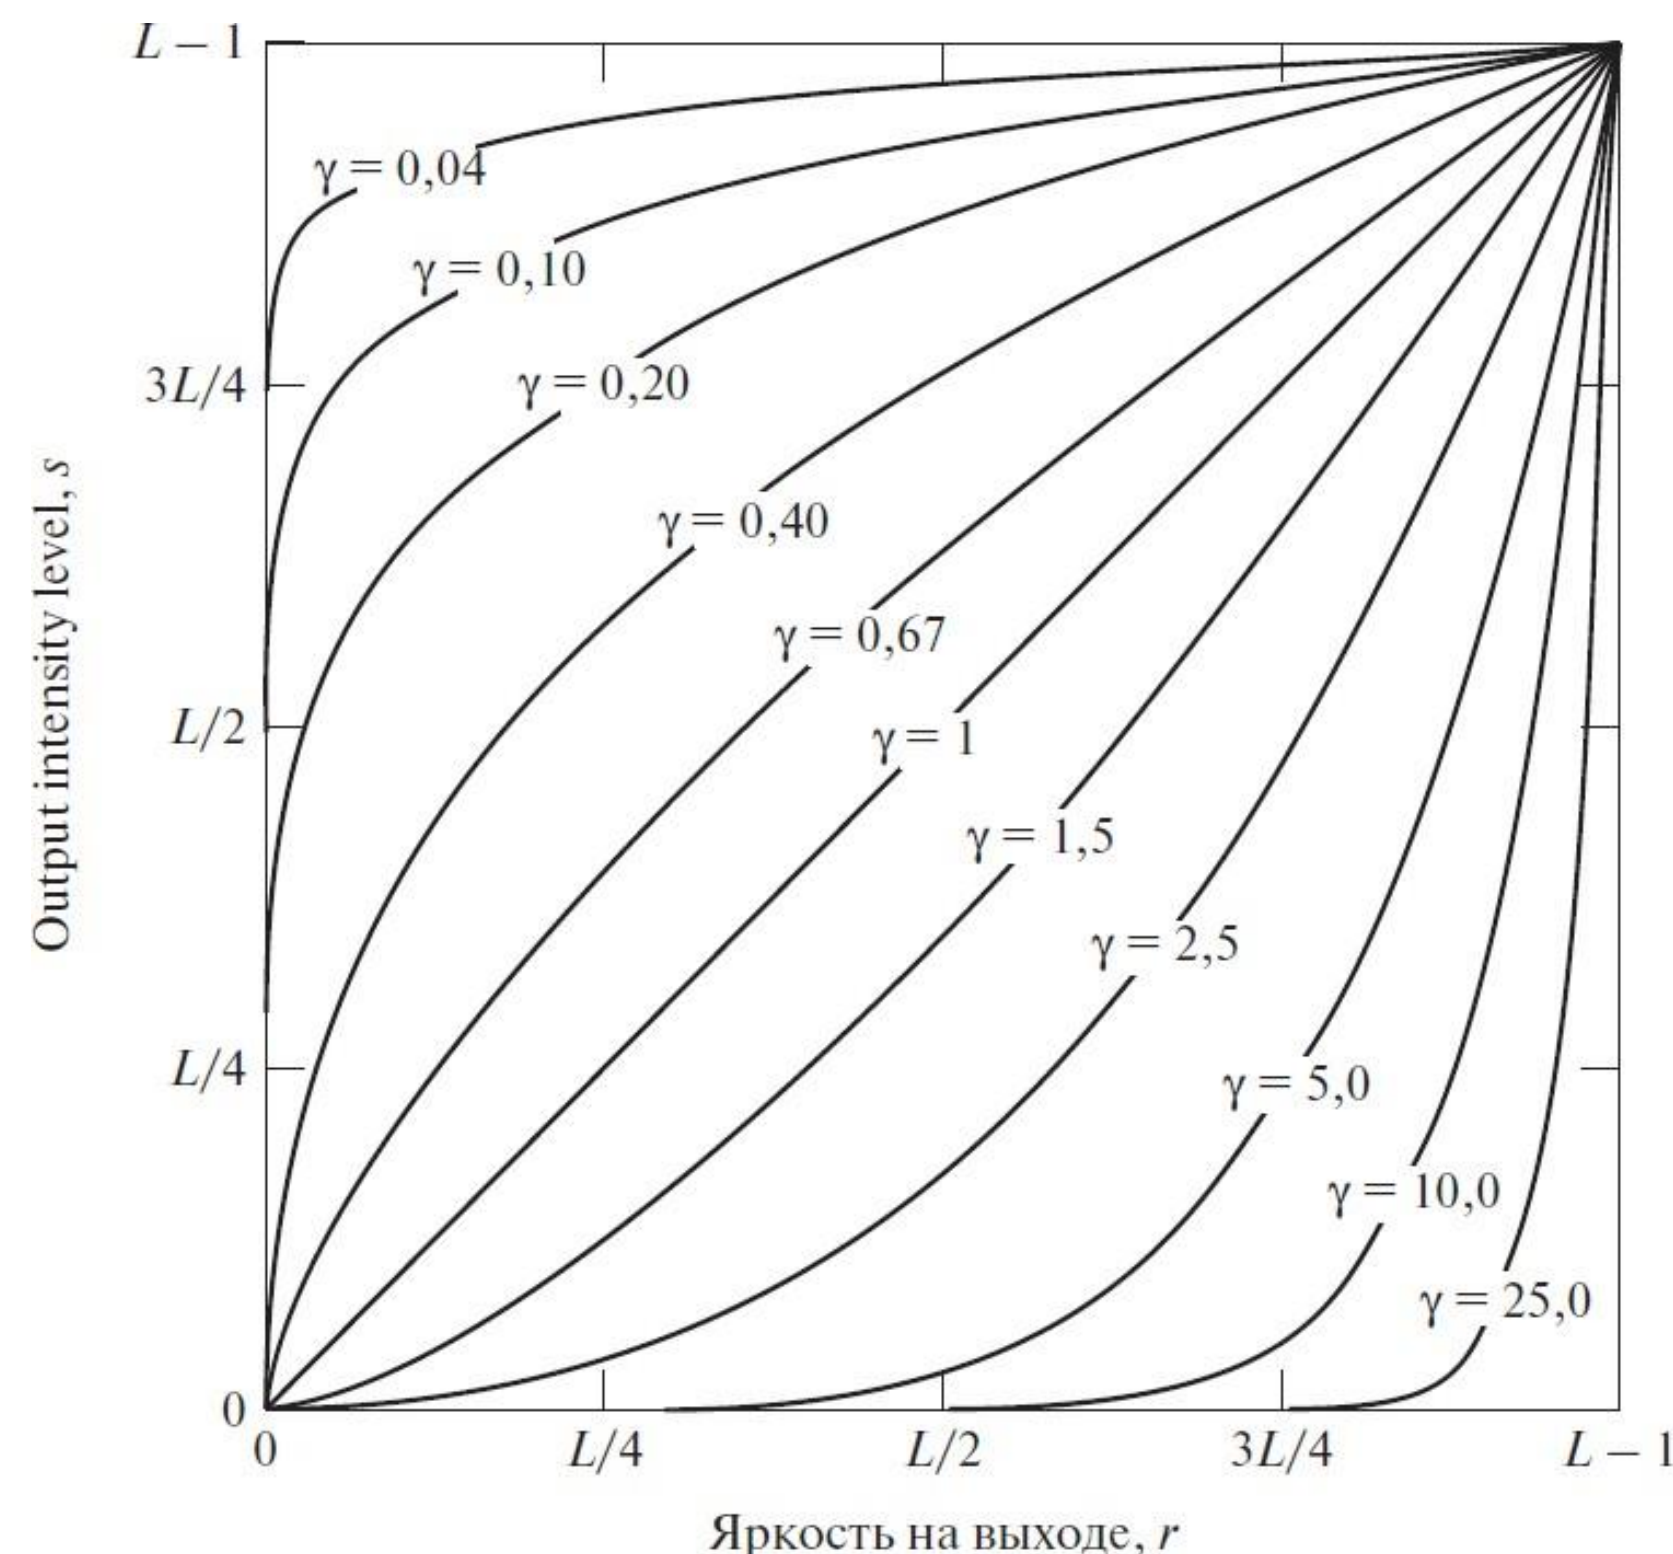 L – 1
γ = 0,04
γ = 0,10
3L/4
γ = 0,20
γ = 0,40
γ = 0,67
L/2
γ = 1
γ = 1,5
γ = 2,5
L/4
γ = 5,0
γ = 10,0
γ = 25,0
0
0
L/4
L/2
3L/4
L – 1
Output intensity level, s
Яркость на выходе, r